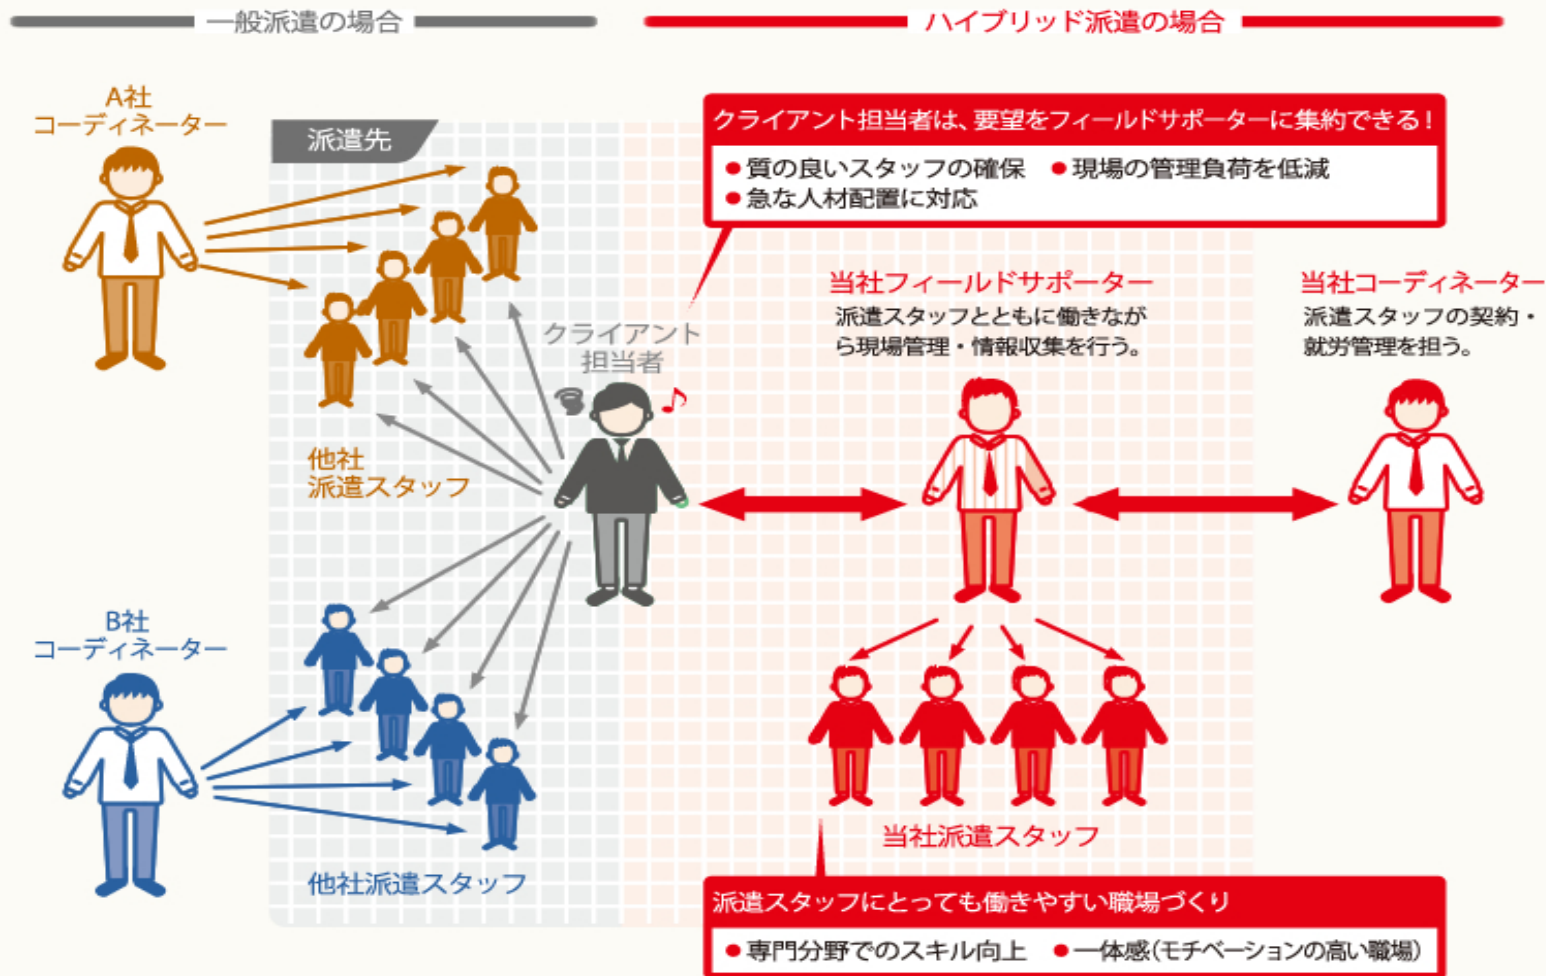 一般派遣の場合
ハイブリッド派遣の場合
A社
コーディネーター
派遣先
クライアント担当者は、要望をフィールドサポーターに集約できる!
●質の良いスタッフの確保 ●現場の管理負荷を低減
●急な人材配置に対応
当社フィールドサポーター
派遣スタッフとともに働きなが
ら現場管理・情報収集を行う。
当社コーディネーター
派遣スタッフの契約・
就労管理を担う。
クライアント
担当者
他社
派遣スタッフ
B社
コーディネーター
他社派遣スタッフ
当社派遣スタッフ
派遣スタッフにとっても働きやすい職場づくり
●専門分野でのスキル向上 ●一体感(モチベーションの高い職場)